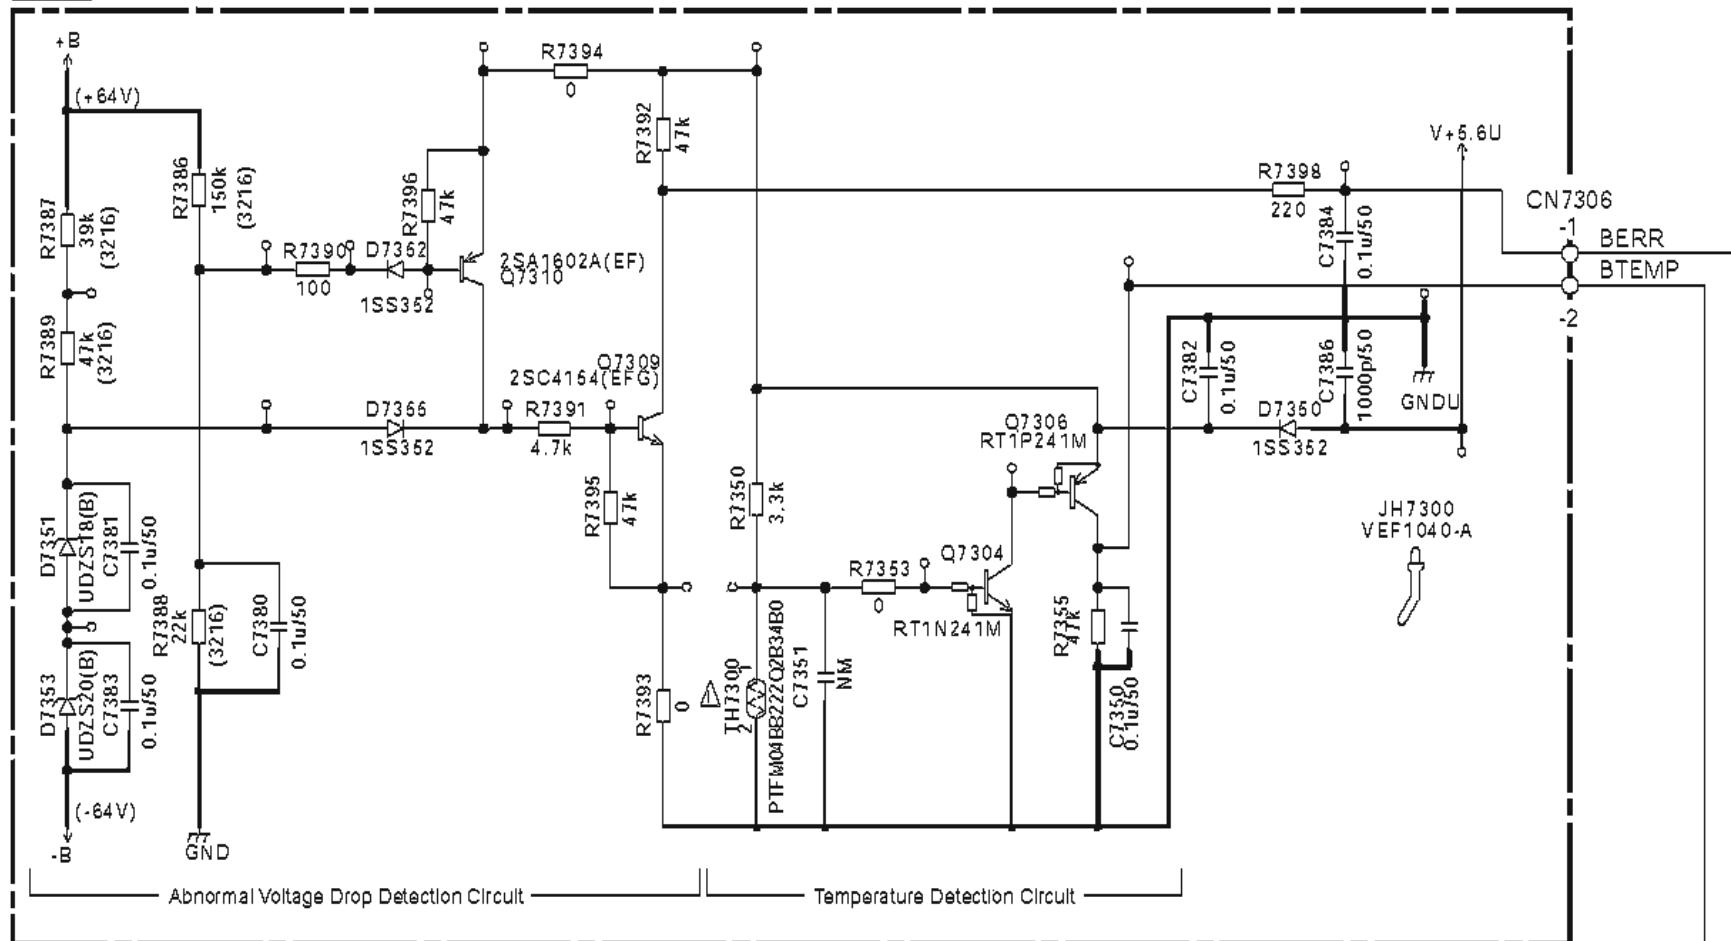 +B
(+64V)
R7387
39k
(3216)
R7389
47k
(3216)
R7386
150k
(3216)
R7390
100
R7396
47k
D7352
1SS352
R7394
0
R7392
47k
2SA1602A(EF)
Q7310
Q7309
2SC4154(EFG)
D7355
1SS352
R7391
4.7k
R7395
47k
R7393
0
D7351
UDZS18(B)
C7381
0.1u/50
D7353
UDZS20(B)
C7383
0.1u/50
R7388
22k
(3216)
C7380
0.1u/50
(-64V)
-B
GND
R7350
3.3k
TH7300
1
2
PTFM04BB222Q2B34B0
C7351
NM
R7353
0
Q7304
RT1N241M
Q7306
RT1P241M
R7355
47k
C7350
0.1u/50
R7398
220
C7384
0.1u/50
C7382
0.1u/50
C7386
1000p/50
D7350
1SS352
GNDU
V+5.6U
CN7306
-1
BERR
BTEMP
-2
JH7300
VEF1040-A
Abnormal Voltage Drop Detection Circuit
Temperature Detection Circuit